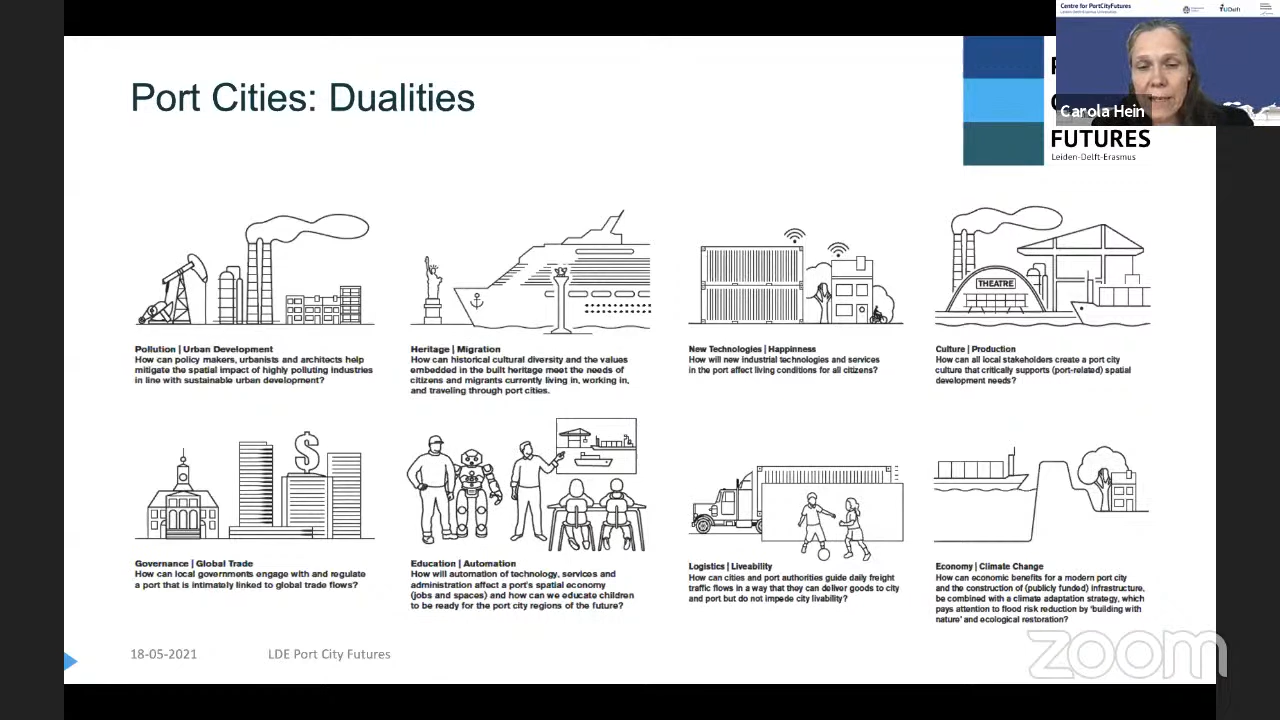 Centre for PortCityFutures
Leiden-Delft-Erasmus Universities
TUDelft
Carola Hein
Port Cities: Dualities
FUTURES
Leiden-Delft-Erasmus
THEATRE
Pollution | Urban Development
How can policy makers, urbanists and architects help
mitigate the spatial impact of highly polluting industries
in line with sustainable urban development?
Heritage | Migration
How can historical cultural diversity and the values
embedded in the built heritage meet the needs of
citizens and migrants currently living in, working in,
and traveling through port cities.
New Technologies | Happinness
How will new industrial technologies and services
in the port affect living conditions for all citizens?
Culture | Production
How can all local stakeholders create a port city
culture that critically supports (port-related) spatial
development needs?
$
Governance | Global Trade
How can local governments engage with and regulate
a port that is intimately linked to global trade flows?
Education | Automation
How will automation of technology, services and
administration affect a port's spatial economy
(jobs and spaces) and how can we educate children
to be ready for the port city regions of the future?
Logistics | Liveability
How can cities and port authorities guide daily freight
traffic flows in a way that they can deliver goods to city
and port but do not impede city livability?
Economy | Climate Change
How can economic benefits for a modern port city
and the construction of (publicly funded) infrastructure,
be combined with a climate adaptation strategy, which
pays attention to flood risk reduction by 'building with
nature' and ecological restoration?
18-05-2021
LDE Port City Futures
zoom